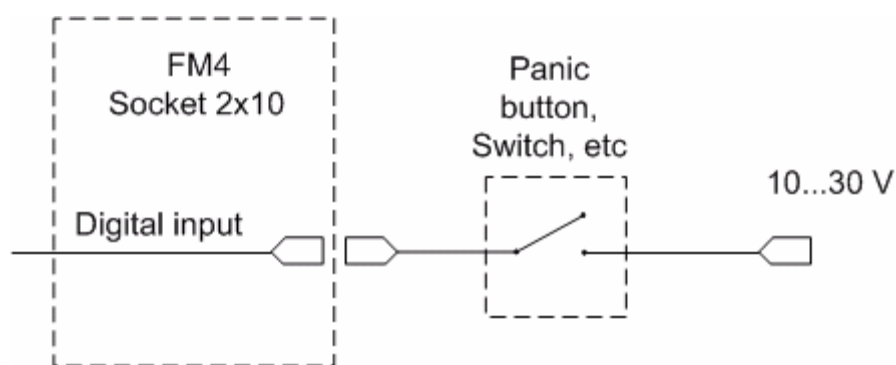 FM4
Socket 2x10
Digital input
Panic
button,
Switch, etc
10...30 V